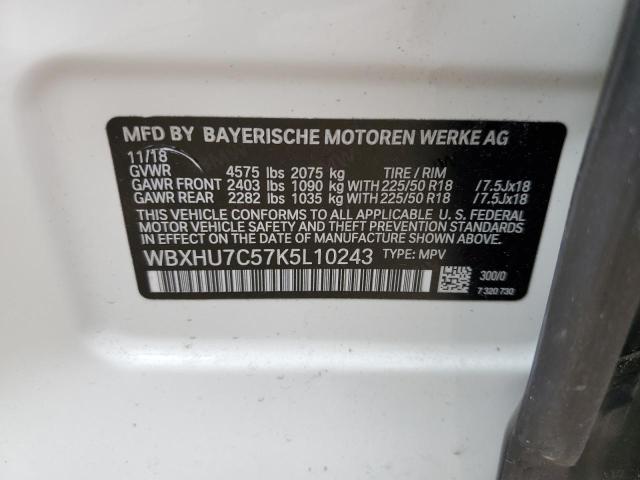 MFD BY BAYERISCHE MOTOREN WERKE AG
11/18
GVWR 4575 lbs 2075 kg TIRE / RIM
GAWR FRONT 2403 lbs 1090 kg WITH 225/50 R18 /7.5Jx18
GAWR REAR 2282 lbs 1035 kg WITH 225/50 R18 /7.5Jx18
THIS VEHICLE CONFORMS TO ALL APPLICABLE U. S. FEDERAL
MOTOR VEHICLE SAFETY AND THEFT PREVENTION
STANDARDS IN EFFECT ON THE DATE OF MANUFACTURE SHOWN ABOVE.
WBXHU7C57K5L10243 TYPE: MPV
300/0
7 320 730